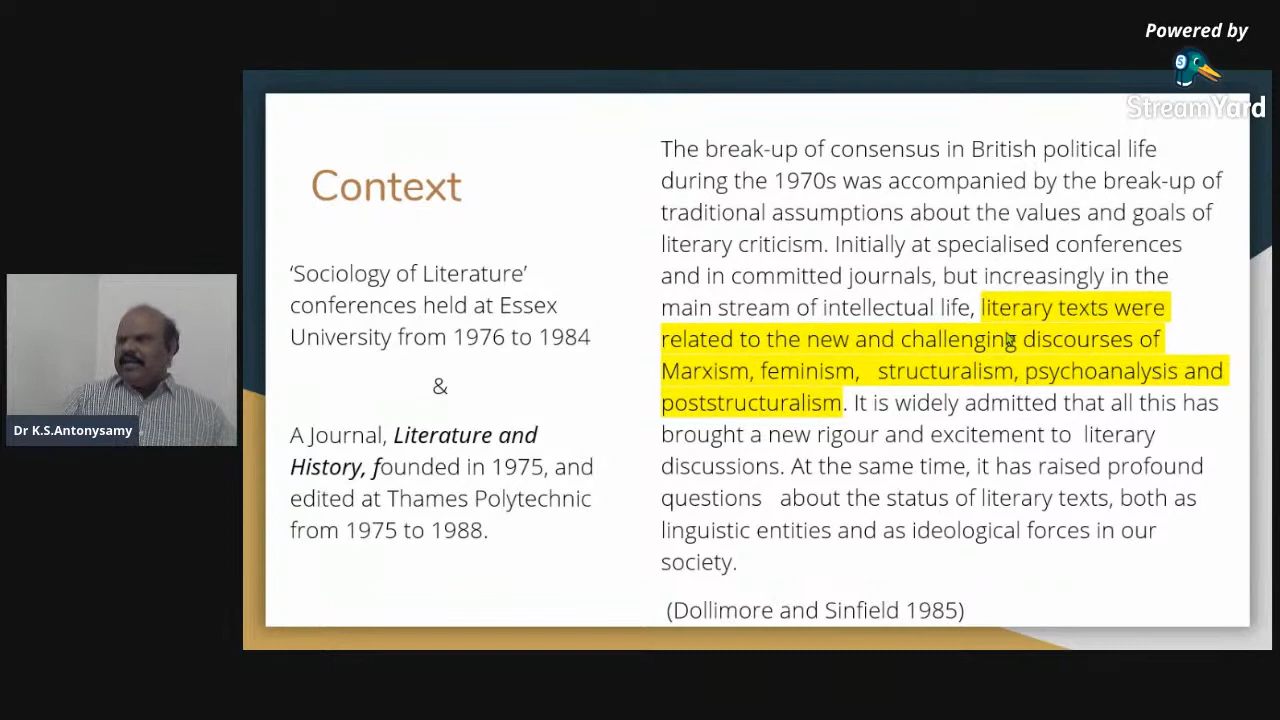 Powered by
StreamYard
Context
‘Sociology of Literature’
conferences held at Essex
University from 1976 to 1984
&
A Journal, Literature and
History, founded in 1975, and
edited at Thames Polytechnic
from 1975 to 1988.
The break-up of consensus in British political life
during the 1970s was accompanied by the break-up of
traditional assumptions about the values and goals of
literary criticism. Initially at specialised conferences
and in committed journals, but increasingly in the
main stream of intellectual life, literary texts were
related to the new and challenging discourses of
Marxism, feminism, structuralism, psychoanalysis and
poststructuralism. It is widely admitted that all this has
brought a new rigour and excitement to literary
discussions. At the same time, it has raised profound
questions about the status of literary texts, both as
linguistic entities and as ideological forces in our
society.
(Dollimore and Sinfield 1985)
Dr K.S.Antonysamy